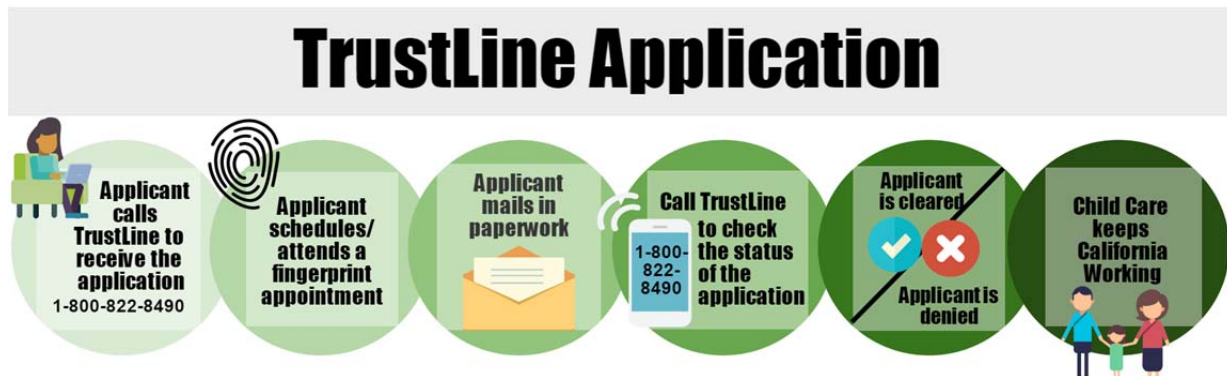 TrustLine Application
Applicant
calls
TrustLine to
receive the
application
1-800-822-8490
Applicant
schedules/
attends a
fingerprint
appointment
Applicant
mails in
paperwork
Call TrustLine
to check
the status
of the
application
1-800-
822-
8490
Applicant
is cleared
Applicant is
denied
Child Care
keeps
California
Working